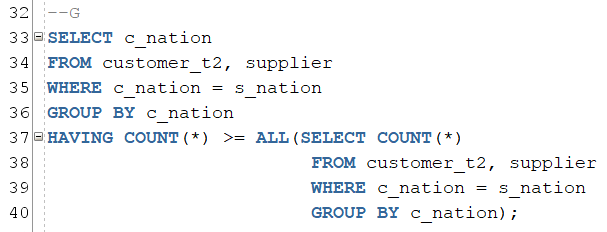 32 --G
33 SELECT c_nation
34 FROM customer_t2, supplier
35 WHERE c_nation = s_nation
36 GROUP BY c_nation
37 HAVING COUNT(*) >= ALL(SELECT COUNT(*)
38 FROM customer_t2, supplier
39 WHERE c_nation = s_nation
40 GROUP BY c_nation);